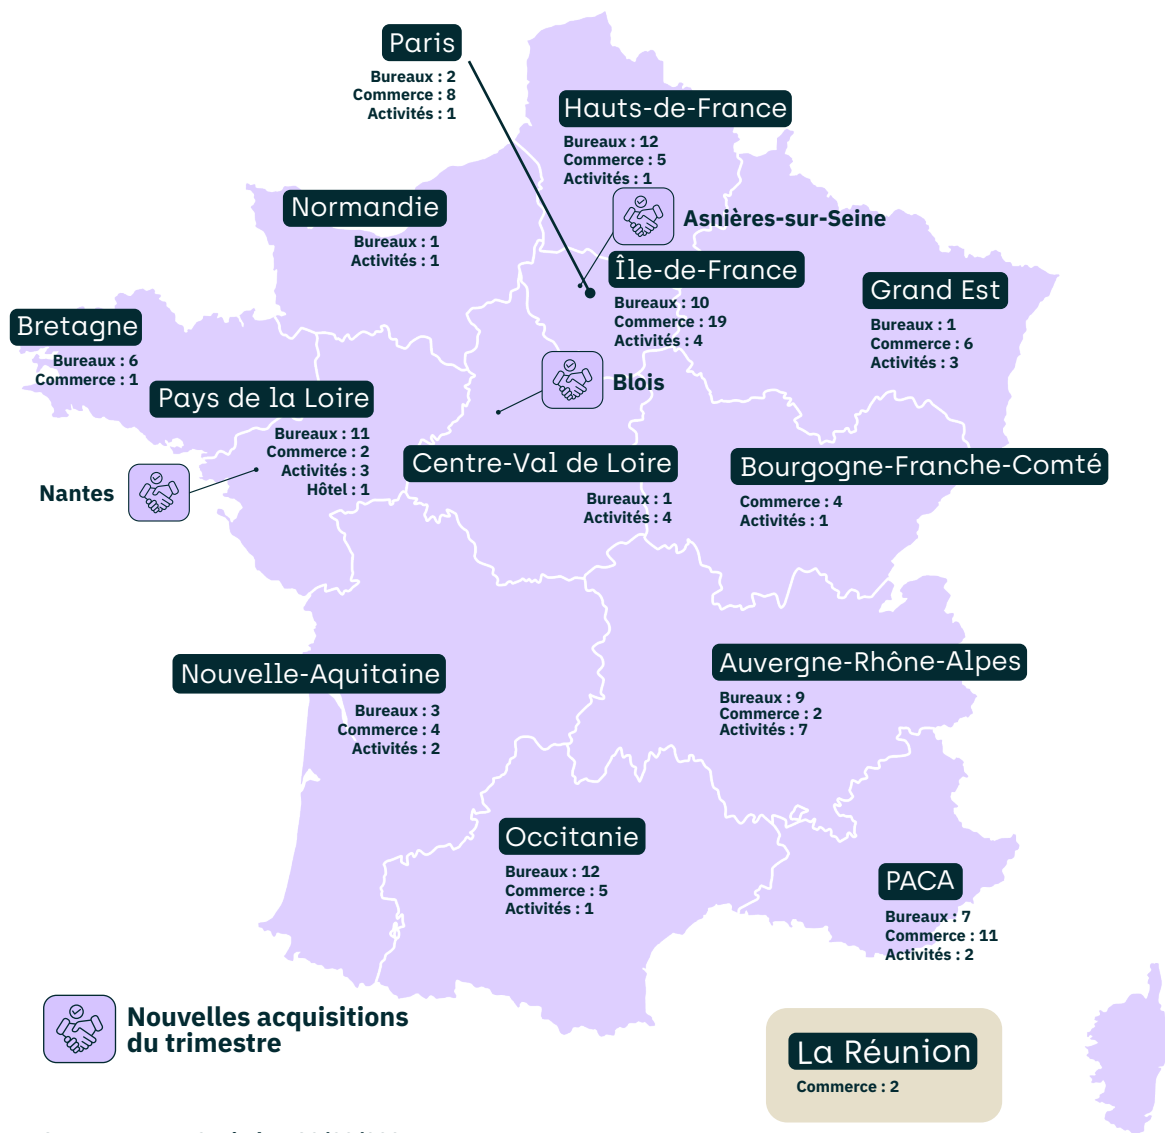 Paris
Bureaux : 2
Commerce : 8
Activités : 1
Hauts-de-France
Bureaux : 12
Commerce : 5
Activités : 1
Normandie
Bureaux : 1
Activités : 1
Asnières-sur-Seine
Île-de-France
Bureaux : 10
Commerce : 19
Activités : 4
Grand Est
Bureaux : 1
Commerce : 6
Activités : 3
Bretagne
Bureaux : 6
Commerce : 1
Blois
Pays de la Loire
Bureaux : 11
Commerce : 2
Activités : 3
Hôtel : 1
Nantes
Centre-Val de Loire
Bureaux : 1
Activités : 4
Bourgogne-Franche-Comté
Commerce : 4
Activités : 1
Nouvelle-Aquitaine
Bureaux : 3
Commerce : 4
Activités : 2
Auvergne-Rhône-Alpes
Bureaux : 9
Commerce : 2
Activités : 7
Occitanie
Bureaux : 12
Commerce : 5
Activités : 1
PACA
Bureaux : 7
Commerce : 11
Activités : 2
Nouvelles acquisitions
du trimestre
La Réunion
Commerce : 2